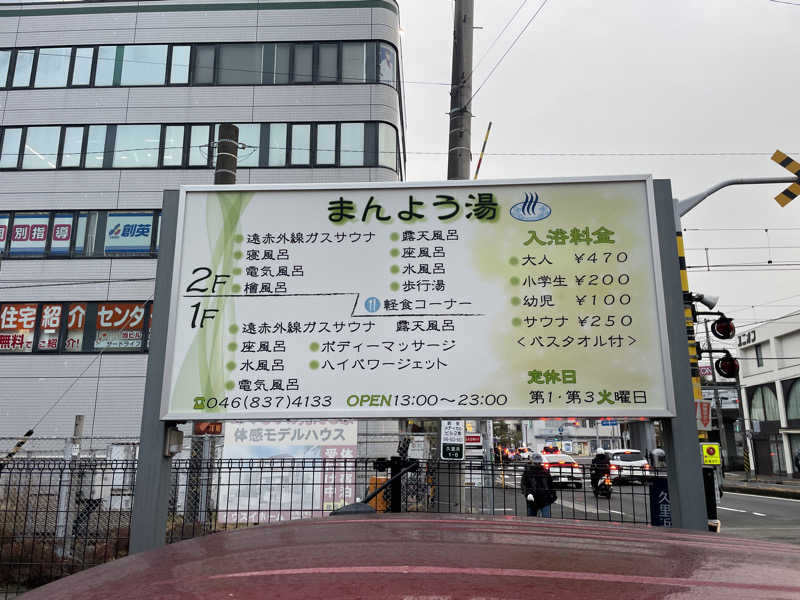 まんよう湯
2F
遠赤外線ガスサウナ
寝風呂
電気風呂
檜風呂
露天風呂
座風呂
水風呂
歩行湯
軽食コーナー
1F
遠赤外線ガスサウナ 露天風呂
座風呂 ボディーマッサージ
水風呂 ハイパワージェット
電気風呂
☎046(837)4133 OPEN13:00〜23:00
入浴料金
大人 ¥470
小学生 ¥200
幼児 ¥100
サウナ ¥250
<バスタオル付>
定休日
第1・第3火曜日
個別指導
創英
住宅紹介センタ
無料
体感モデルハウス